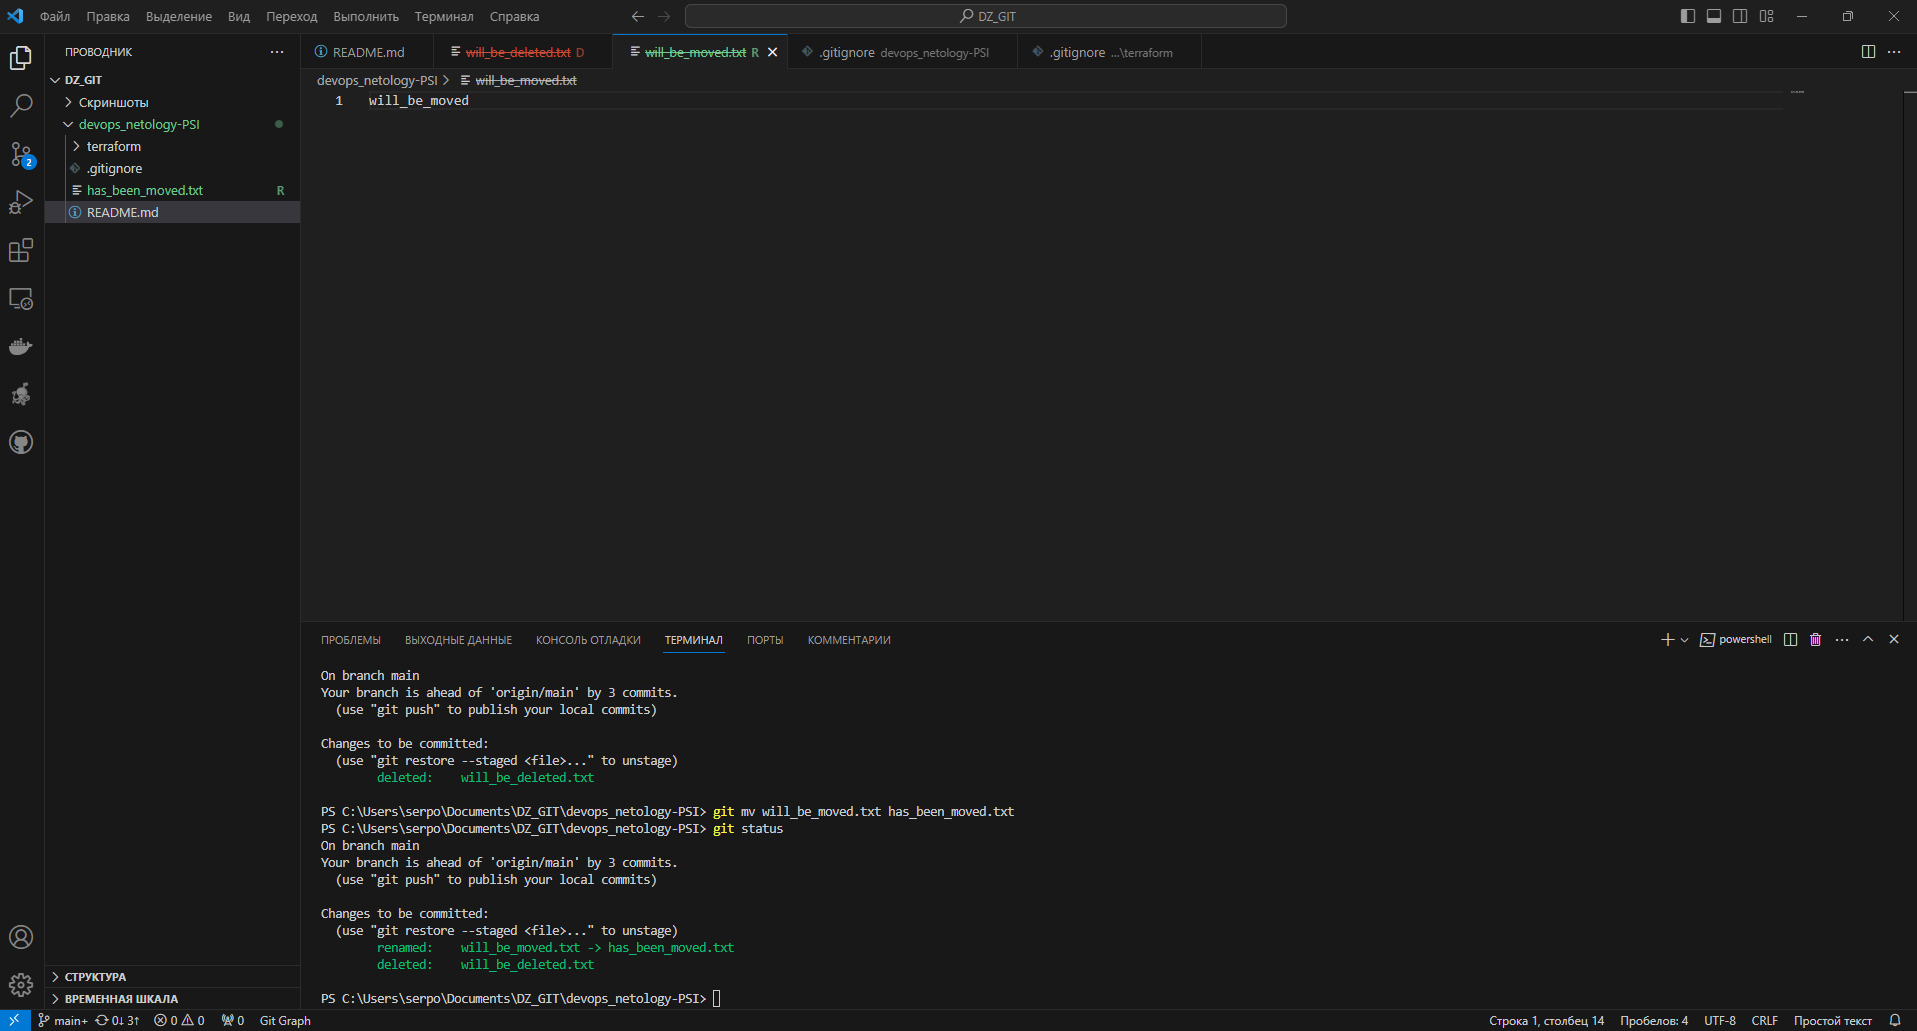 Файл Правка Выделение Вид Переход Выполнить Терминал Справка
DZ_GIT
ПРОВОДНИК
DZ_GIT
Скриншоты
devops_netology-PSI
terraform
.gitignore
has_been_moved.txt R
README.md
СТРУКТУРА
ВРЕМЕННАЯ ШКАЛА
2
README.md
will_be_deleted.txt D
will_be_moved.txt R
.gitignore devops_netology-PSI
.gitignore ...\terraform
devops_netology-PSI > will_be_moved.txt
1 will_be_moved
ПРОБЛЕМЫ ВЫХОДНЫЕ ДАННЫЕ КОНСОЛЬ ОТЛАДКИ ТЕРМИНАЛ ПОРТЫ КОММЕНТАРИИ
powershell
On branch main
Your branch is ahead of 'origin/main' by 3 commits.
(use "git push" to publish your local commits)
Changes to be committed:
(use "git restore --staged <file>..." to unstage)
deleted: will_be_deleted.txt
PS C:\Users\serpo\Documents\DZ_GIT\devops_netology-PSI> git mv will_be_moved.txt has_been_moved.txt
PS C:\Users\serpo\Documents\DZ_GIT\devops_netology-PSI> git status
On branch main
Your branch is ahead of 'origin/main' by 3 commits.
(use "git push" to publish your local commits)
Changes to be committed:
(use "git restore --staged <file>..." to unstage)
renamed: will_be_moved.txt -> has_been_moved.txt
deleted: will_be_deleted.txt
PS C:\Users\serpo\Documents\DZ_GIT\devops_netology-PSI>
main+ 0↓ 3↑ 0 0 0 Git Graph
Строка 1, столбец 14 Пробелов: 4 UTF-8 CRLF Простой текст